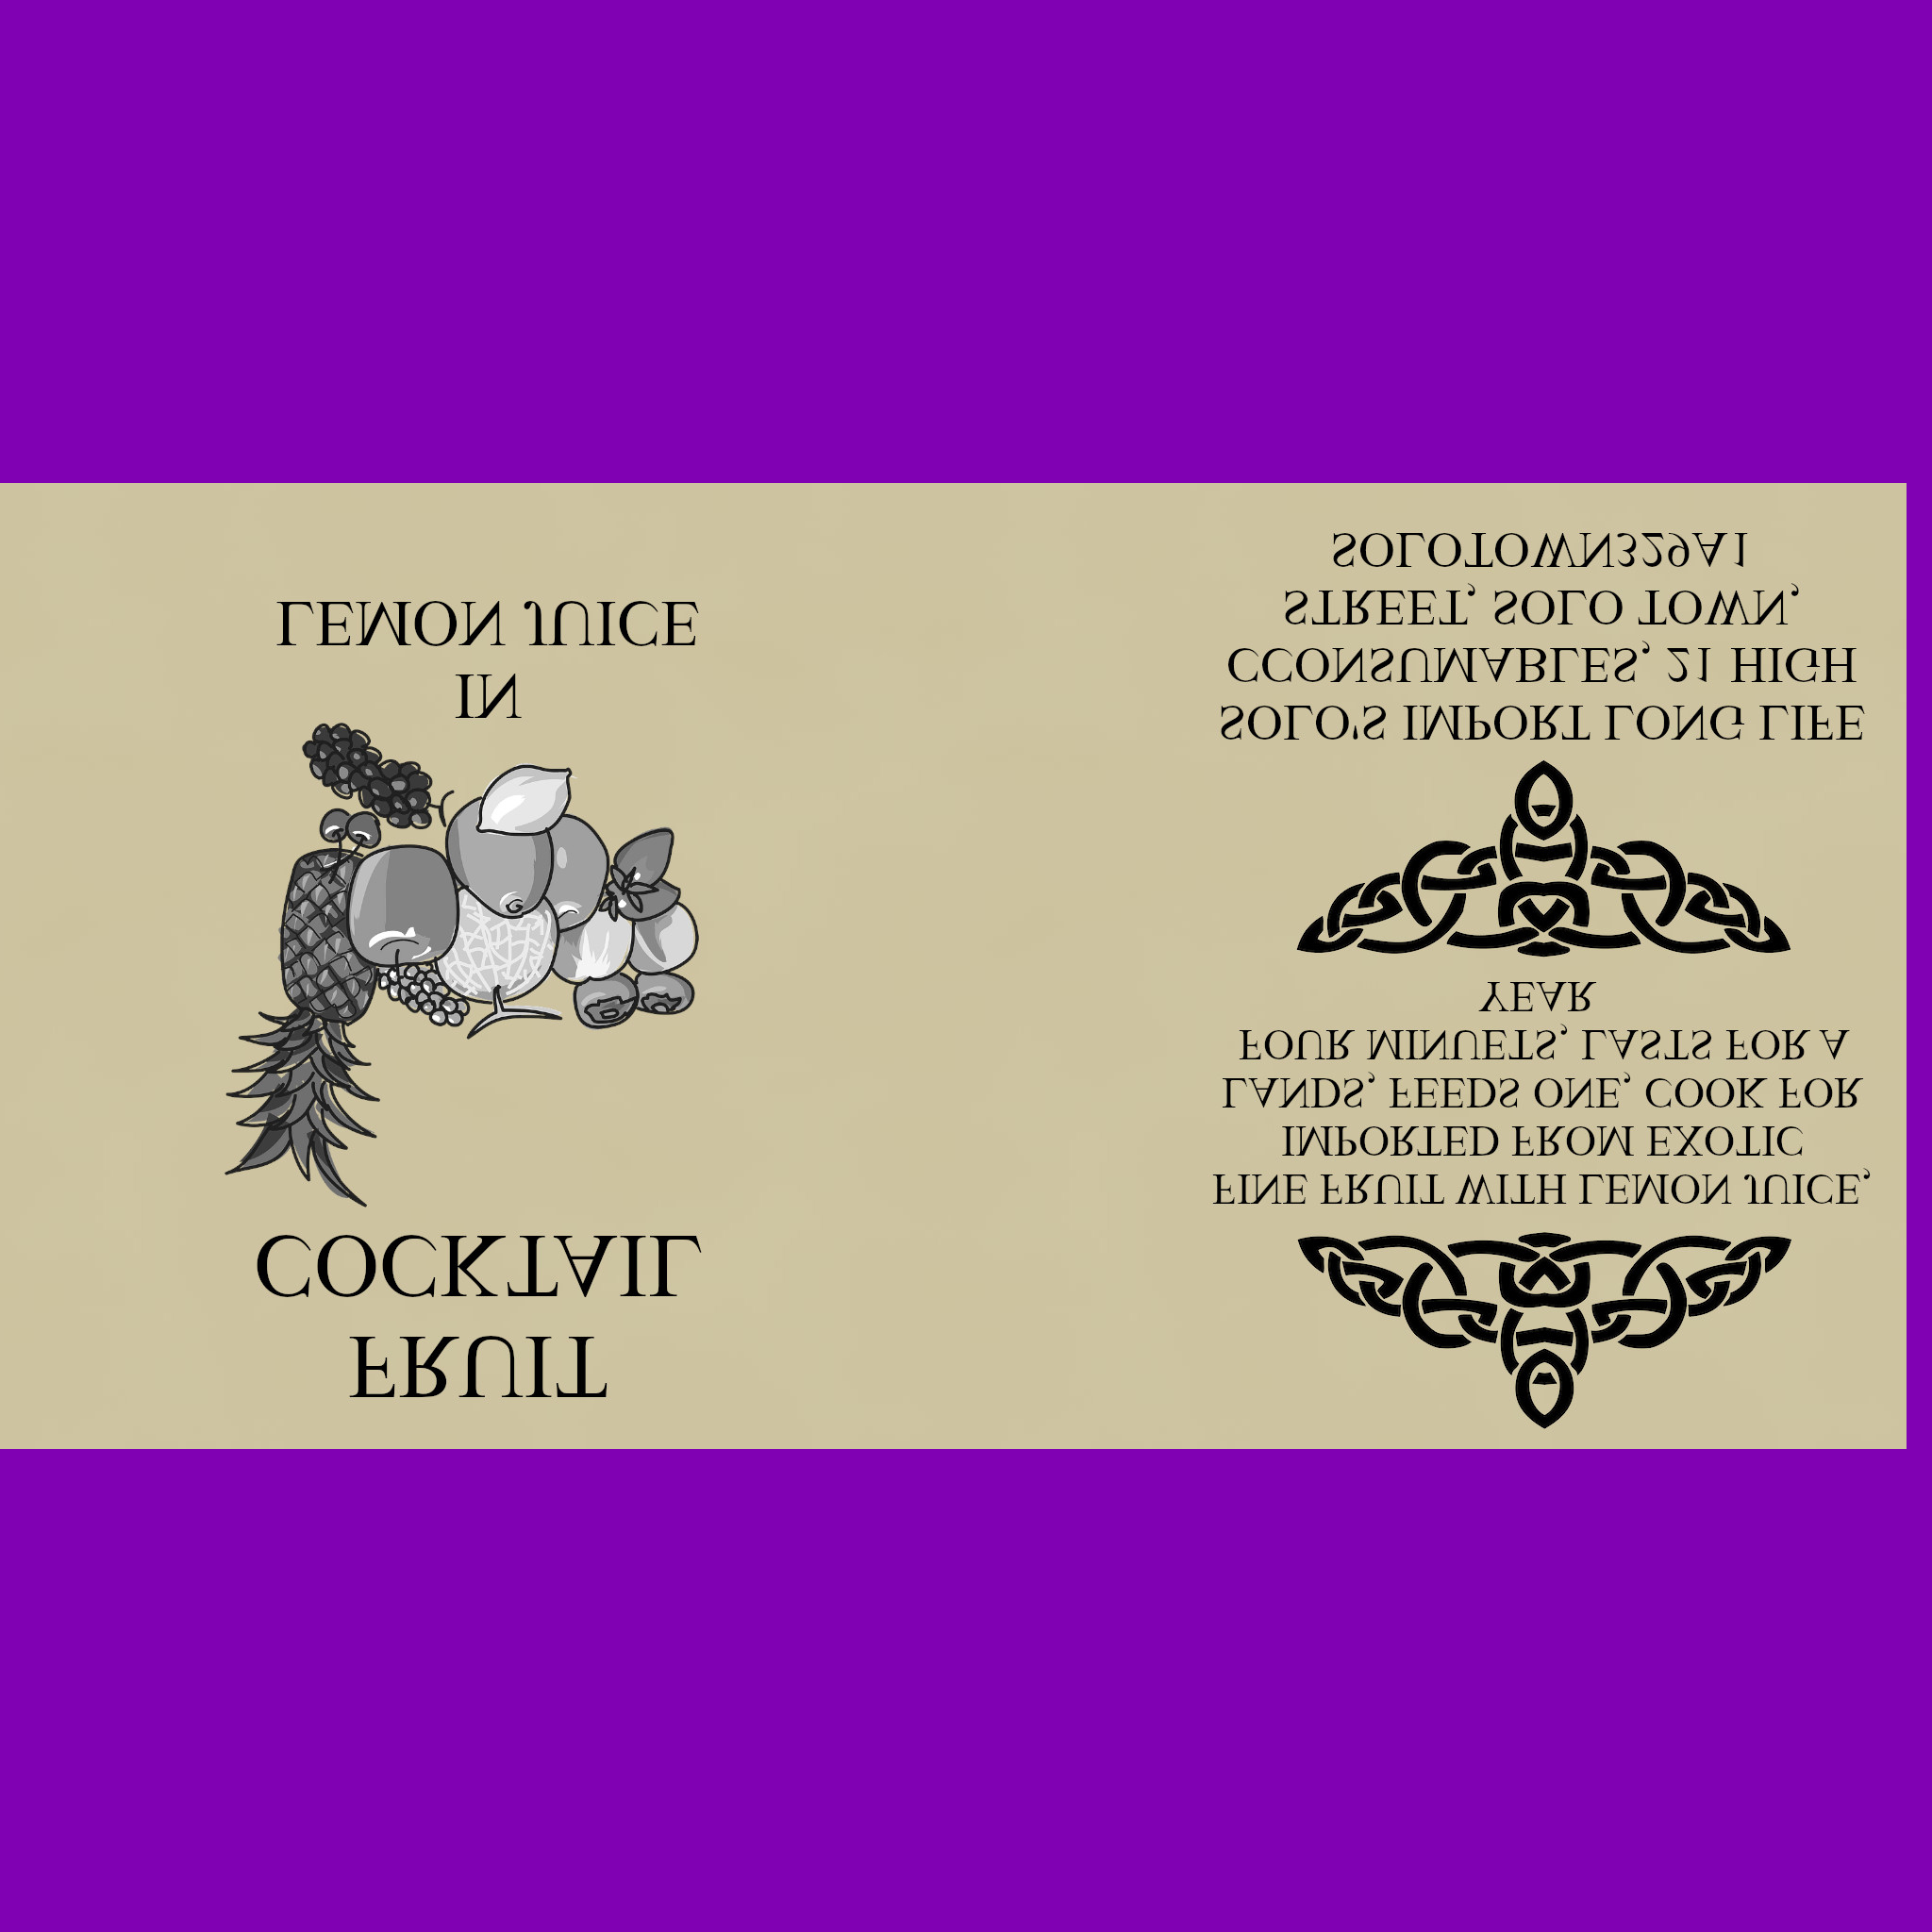 FRUIT
COCKTAIL
IN
LEMON JUICE
FINE FRUIT WITH LEMON JUICE,
IMPORTED FROM EXOTIC
LANDS, FEEDS ONE, COOK FOR
FOUR MINUETS, LASTS FOR A
YEAR
SOLO'S IMPORT LONG LIFE
CCONSUMABLES, 21 HIGH
STREET, SOLO TOWN,
SOLOTOWN329A1